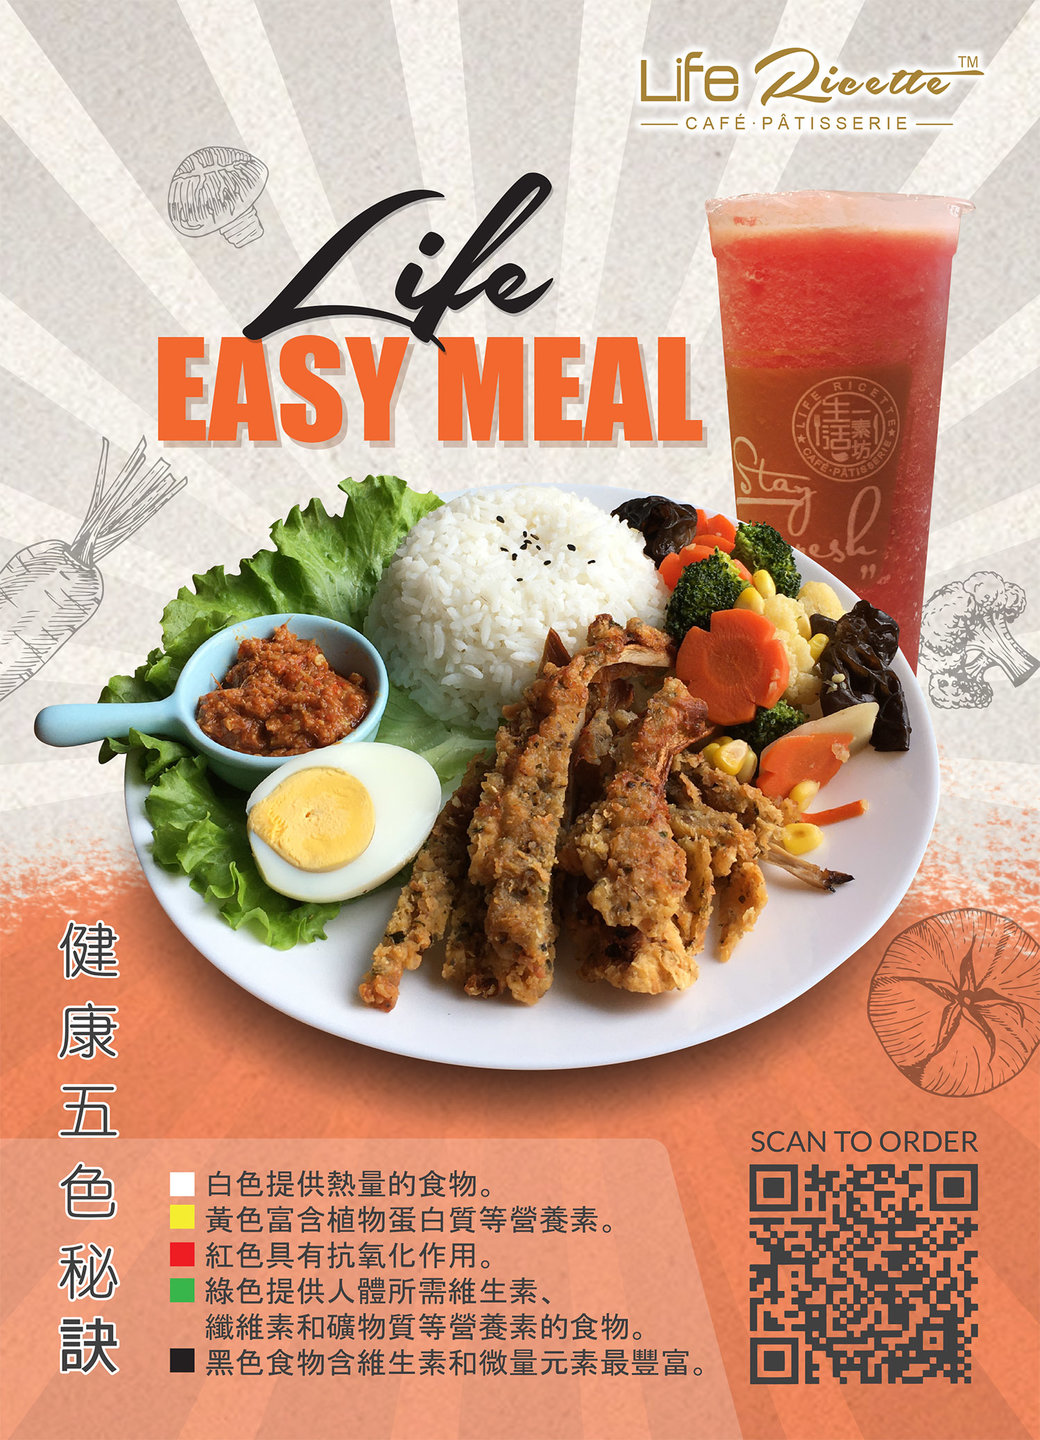 Life Ricette™
CAFÉ·PÂTISSERIE
Life
EASY MEAL
LIFE RICETTE
生活
一素坊
CAFÉ·PÂTISSERIE
Stay
健康五色秘訣
SCAN TO ORDER
白色提供熱量的食物。
黃色富含植物蛋白質等營養素。
紅色具有抗氧化作用。
綠色提供人體所需維生素、
纖維素和礦物質等營養素的食物。
黑色食物含維生素和微量元素最豐富。